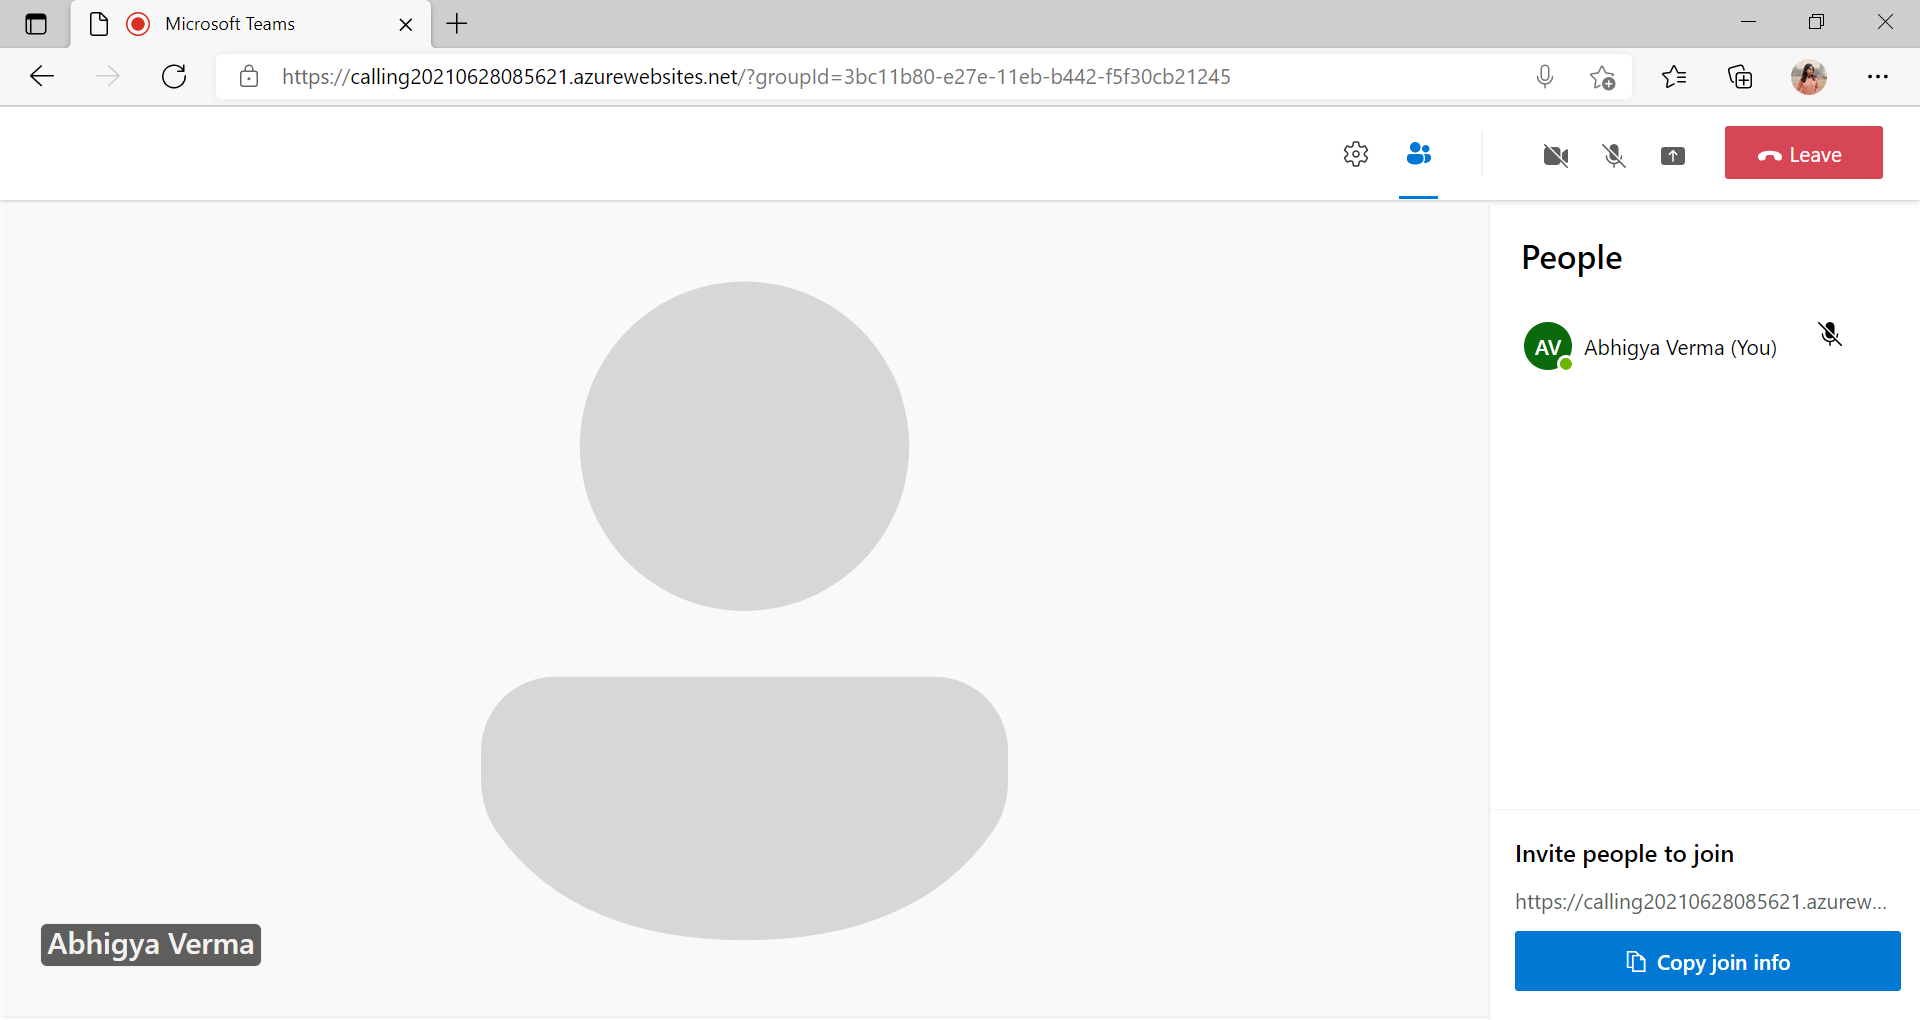 Microsoft Teams
https://calling20210628085621.azurewebsites.net/?groupId=3bc11b80-e27e-11eb-b442-f5f30cb21245
Leave
People
AV Abhigya Verma (You)
Invite people to join
https://calling20210628085621.azurew...
Copy join info
Abhigya Verma